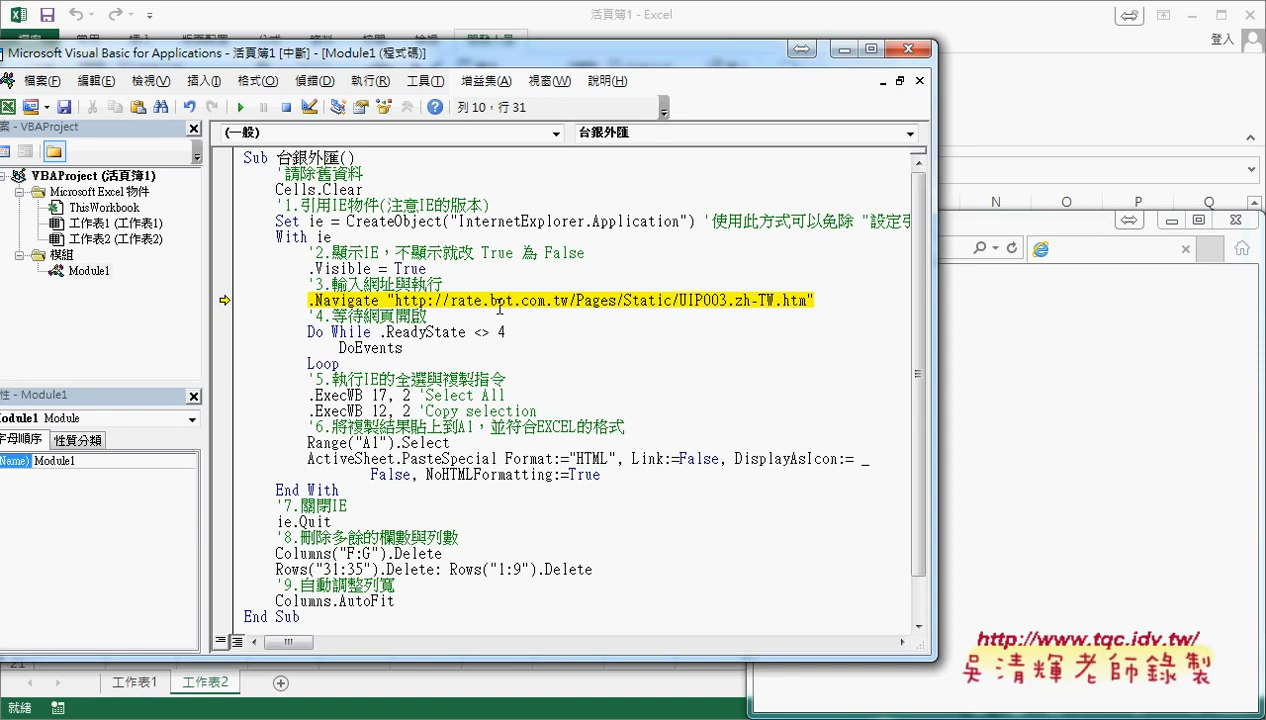 活頁簿1 - Excel
登入
Microsoft Visual Basic for Applications - 活頁簿1 [中斷] - [Module1 (程式碼)]
檔案(F) 編輯(E) 檢視(V) 插入(I) 格式(O) 偵錯(D) 執行(R) 工具(T) 增益集(A) 視窗(W) 說明(H)
列 10，行 31
案 - VBAProject
VBAProject (活頁簿1)
Microsoft Excel 物件
ThisWorkbook
工作表1 (工作表1)
工作表2 (工作表2)
模組
Module1
性 - Module1
Module1 Module
字母順序 性質分類
(Name) Module1
(一般) 台銀外匯
Sub 台銀外匯()
'請除舊資料
Cells.Clear
'1.引用IE物件(注意IE的版本)
Set ie = CreateObject("InternetExplorer.Application") '使用此方式可以免除 "設定引
With ie
'2.顯示IE，不顯示就改 True 為 False
.Visible = True
'3.輸入網址與執行
.Navigate "http://rate.bot.com.tw/Pages/Static/UIP003.zh-TW.htm"
'4.等待網頁開啟
Do While .ReadyState <> 4
DoEvents
Loop
'5.執行IE的全選與複製指令
.ExecWB 17, 2 'Select All
.ExecWB 12, 2 'Copy selection
'6.將複製結果貼上到A1，並符合EXCEL的格式
Range("A1").Select
ActiveSheet.PasteSpecial Format:="HTML", Link:=False, DisplayAsIcon:= _
False, NoHTMLFormatting:=True
End With
'7.關閉IE
ie.Quit
'8.刪除多餘的欄數與列數
Columns("F:G").Delete
Rows("31:35").Delete: Rows("1:9").Delete
'9.自動調整列寬
Columns.AutoFit
End Sub
O P Q
21
工作表1 工作表2
就緒
http://www.tqc.idv.tw/
吳清輝老師錄製